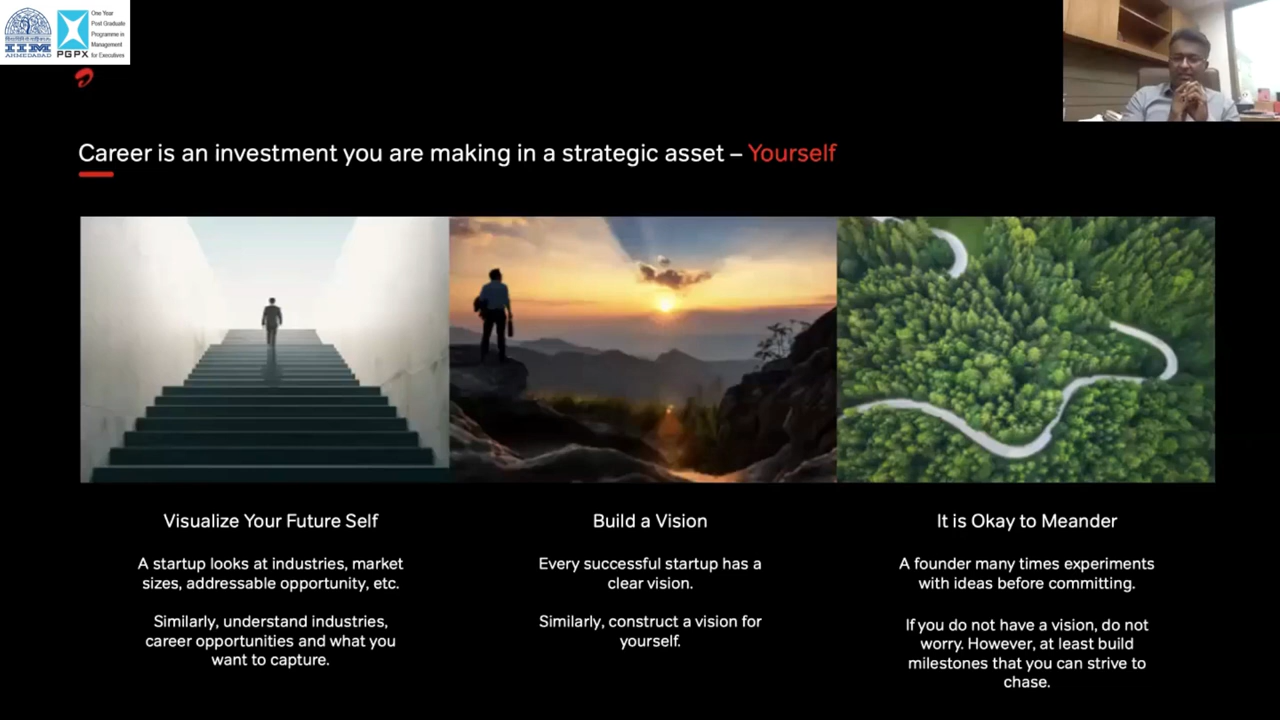 IIM
AHMEDABAD
PGPX
One Year
Post Graduate
Programme in
Management
for Executives
Career is an investment you are making in a strategic asset – Yourself
Visualize Your Future Self
A startup looks at industries, market
sizes, addressable opportunity, etc.
Similarly, understand industries,
career opportunities and what you
want to capture.
Build a Vision
Every successful startup has a
clear vision.
Similarly, construct a vision for
yourself.
It is Okay to Meander
A founder many times experiments
with ideas before committing.
If you do not have a vision, do not
worry. However, at least build
milestones that you can strive to
chase.